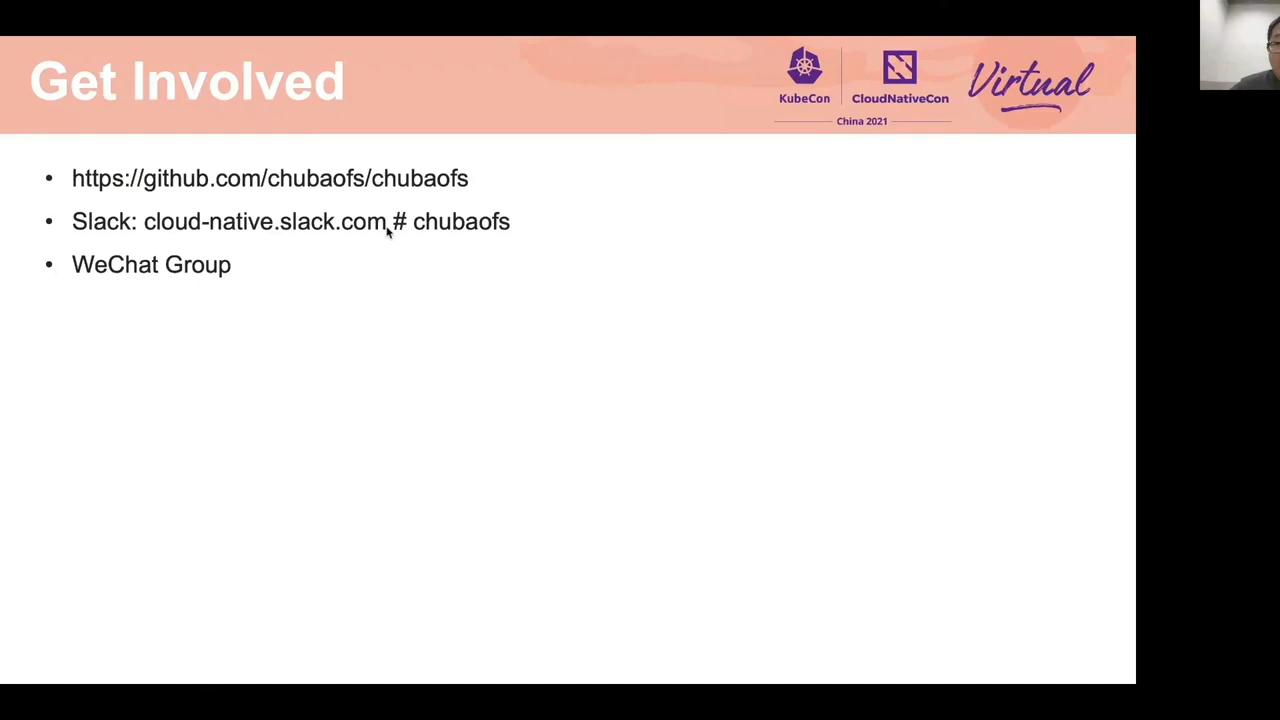 Get Involved
KubeCon
CloudNativeCon
China 2021
Virtual
• https://github.com/chubaofs/chubaofs
• Slack: cloud-native.slack.com # chubaofs
• WeChat Group